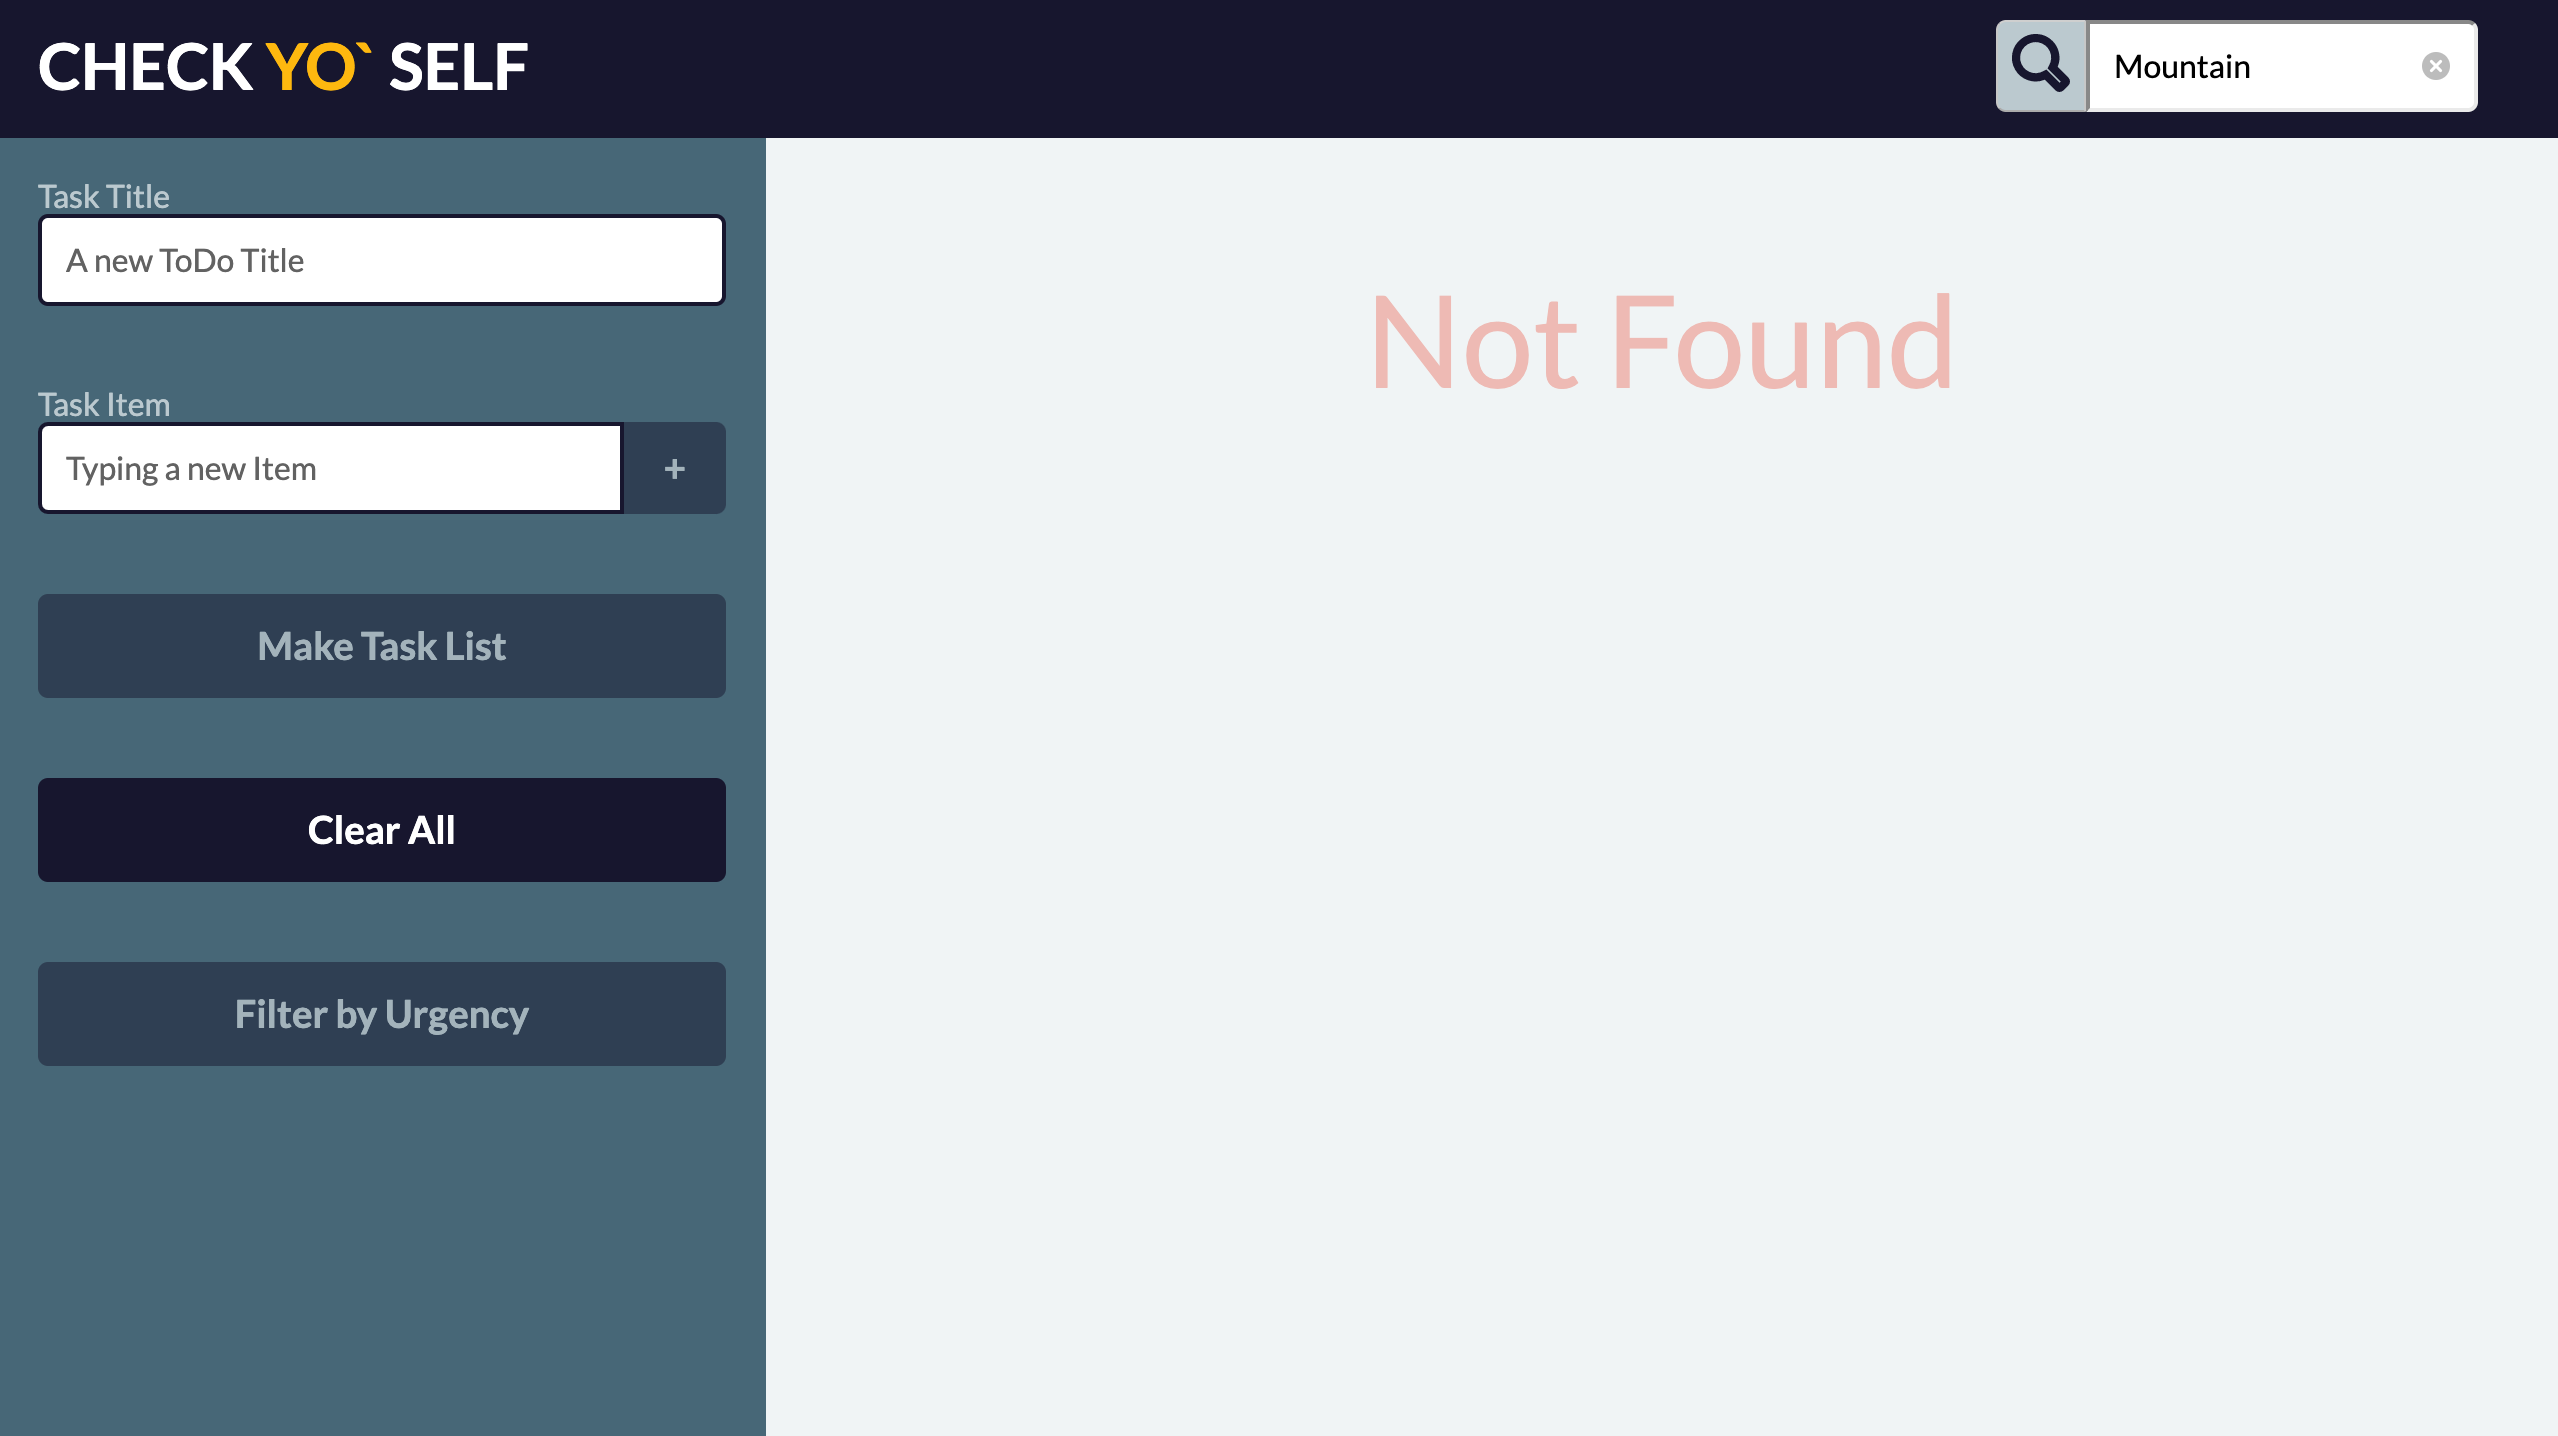 CHECK YO` SELF
Mountain
Task Title
A new ToDo Title
Task Item
Typing a new Item
+
Make Task List
Clear All
Filter by Urgency
Not Found